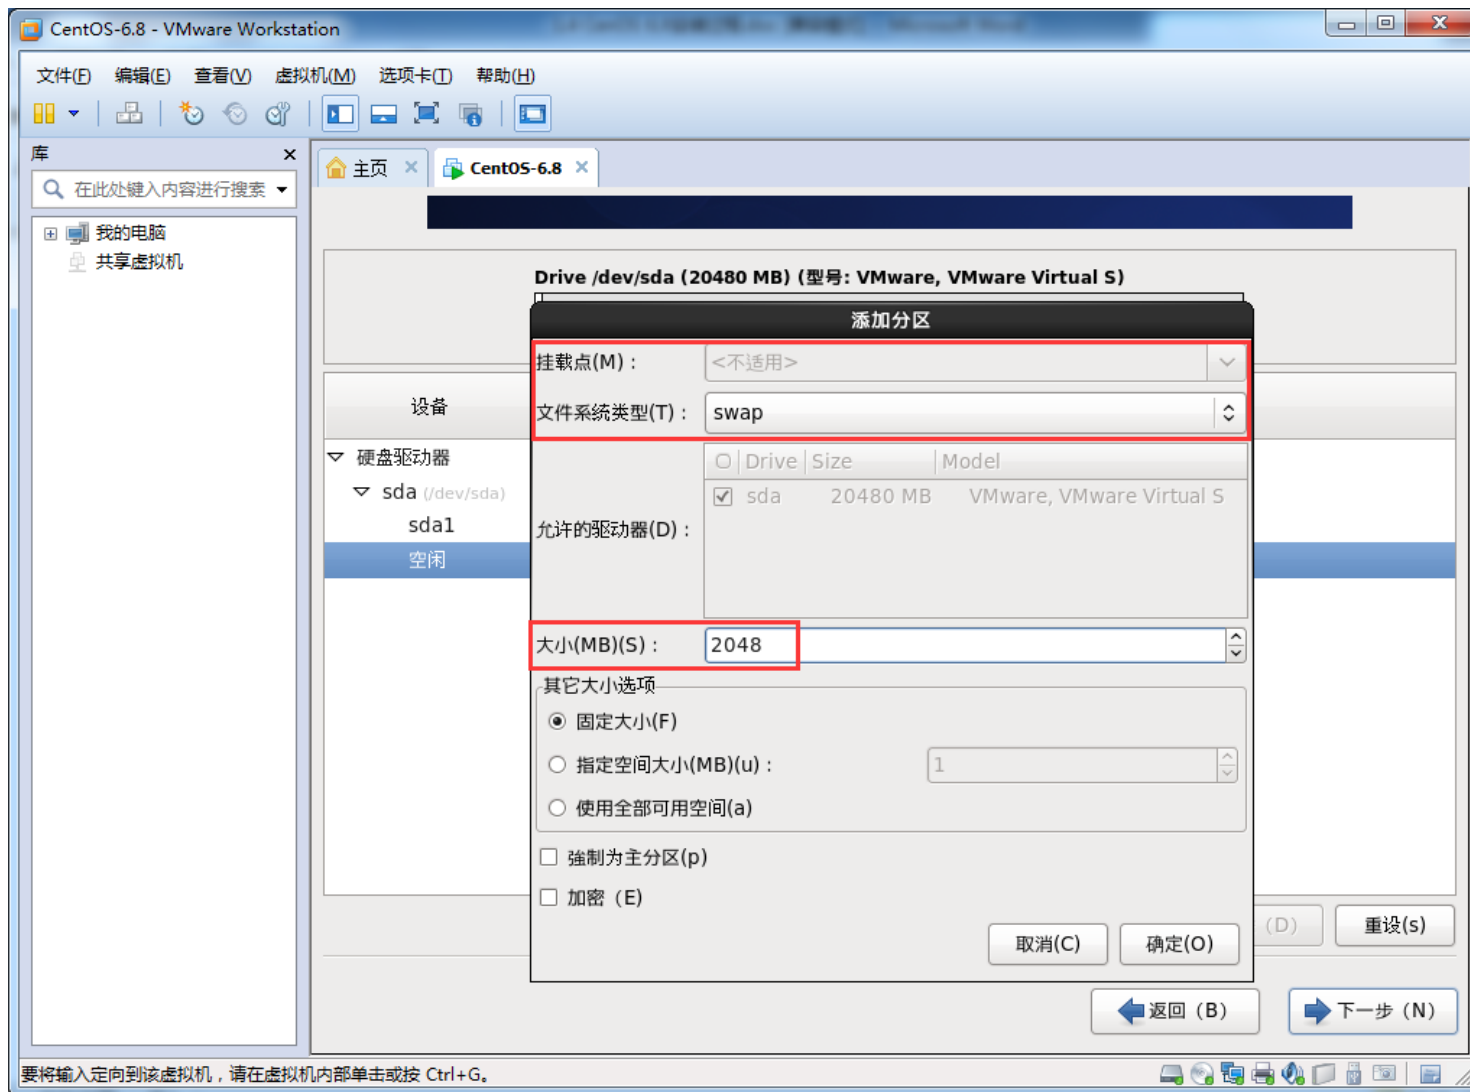 CentOS-6.8 - VMware Workstation
文件(F) 编辑(E) 查看(V) 虚拟机(M) 选项卡(T) 帮助(H)
库
主页
CentOS-6.8
在此处键入内容进行搜索
我的电脑
共享虚拟机
Drive /dev/sda (20480 MB) (型号: VMware, VMware Virtual S)
添加分区
挂载点(M)：
<不适用>
设备
文件系统类型(T)：
swap
硬盘驱动器
Drive Size Model
sda (/dev/sda)
sda 20480 MB VMware, VMware Virtual S
sda1
允许的驱动器(D)：
空闲
大小(MB)(S)：
2048
其它大小选项
固定大小(F)
指定空间大小(MB)(u)：
1
使用全部可用空间(a)
强制为主分区(p)
加密（E)
取消(C)
确定(O)
(D)
重设(s)
返回（B)
下一步（N)
要将输入定向到该虚拟机，请在虚拟机内部单击或按 Ctrl+G。